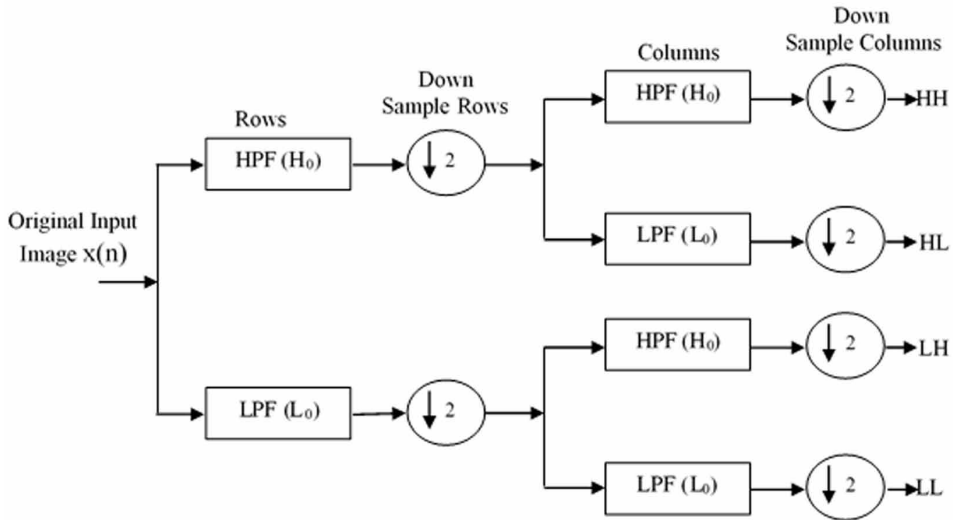 Down
Sample Columns
Columns
Down
Sample Rows
HPF (H₀)
2
HH
Rows
HPF (H₀)
2
Original Input
Image x(n)
LPF (L₀)
2
HL
HPF (H₀)
2
LH
LPF (L₀)
2
LPF (L₀)
2
LL